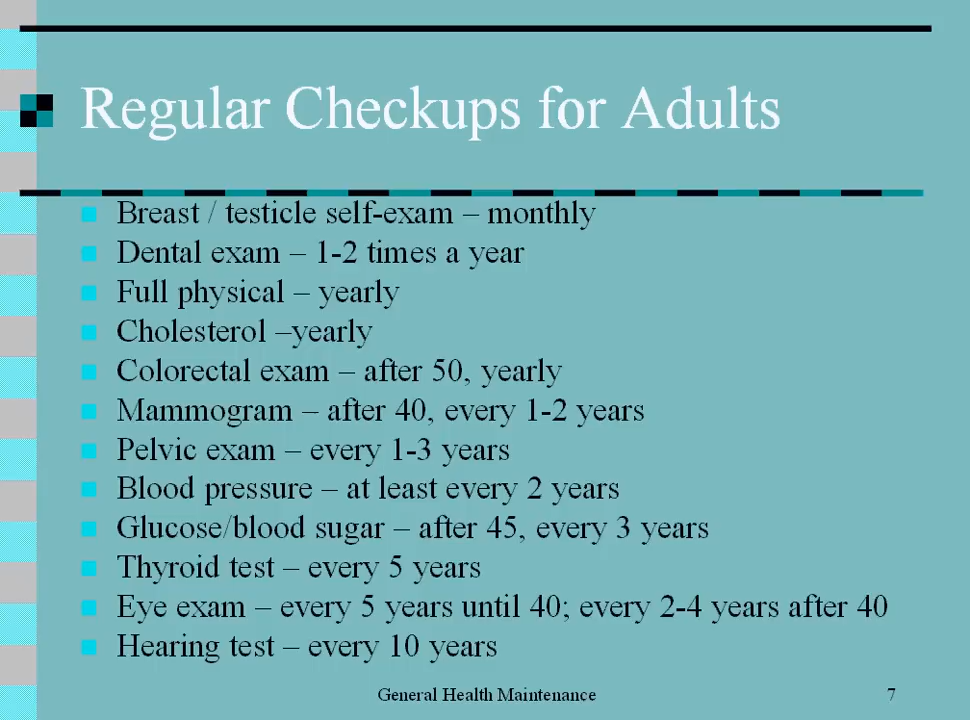 Regular Checkups for Adults
Breast / testicle self-exam – monthly
Dental exam – 1-2 times a year
Full physical – yearly
Cholesterol –yearly
Colorectal exam – after 50, yearly
Mammogram – after 40, every 1-2 years
Pelvic exam – every 1-3 years
Blood pressure – at least every 2 years
Glucose/blood sugar – after 45, every 3 years
Thyroid test – every 5 years
Eye exam – every 5 years until 40; every 2-4 years after 40
Hearing test – every 10 years
General Health Maintenance
7